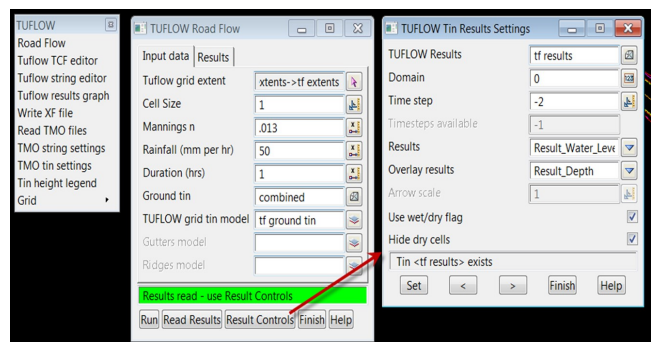 TUFLOW
Road Flow
Tuflow TCF editor
Tuflow string editor
Tuflow results graph
Write XF file
Read TMO files
TMO string settings
TMO tin settings
Tin height legend
Grid
TUFLOW Road Flow
Input data Results
Tuflow grid extent xtents->tf extents
Cell Size 1
Mannings n .013
Rainfall (mm per hr) 50
Duration (hrs) 1
Ground tin combined
TUFLOW grid tin model tf ground tin
Gutters model
Ridges model
Results read - use Result Controls
Run Read Results Result Controls Finish Help
TUFLOW Tin Results Settings
TUFLOW Results tf results
Domain 0
Time step -2
Timesteps available -1
Results Result_Water_Leve
Overlay results Result_Depth
Arrow scale 1
Use wet/dry flag
Hide dry cells
Tin <tf results> exists
Set < > Finish Help